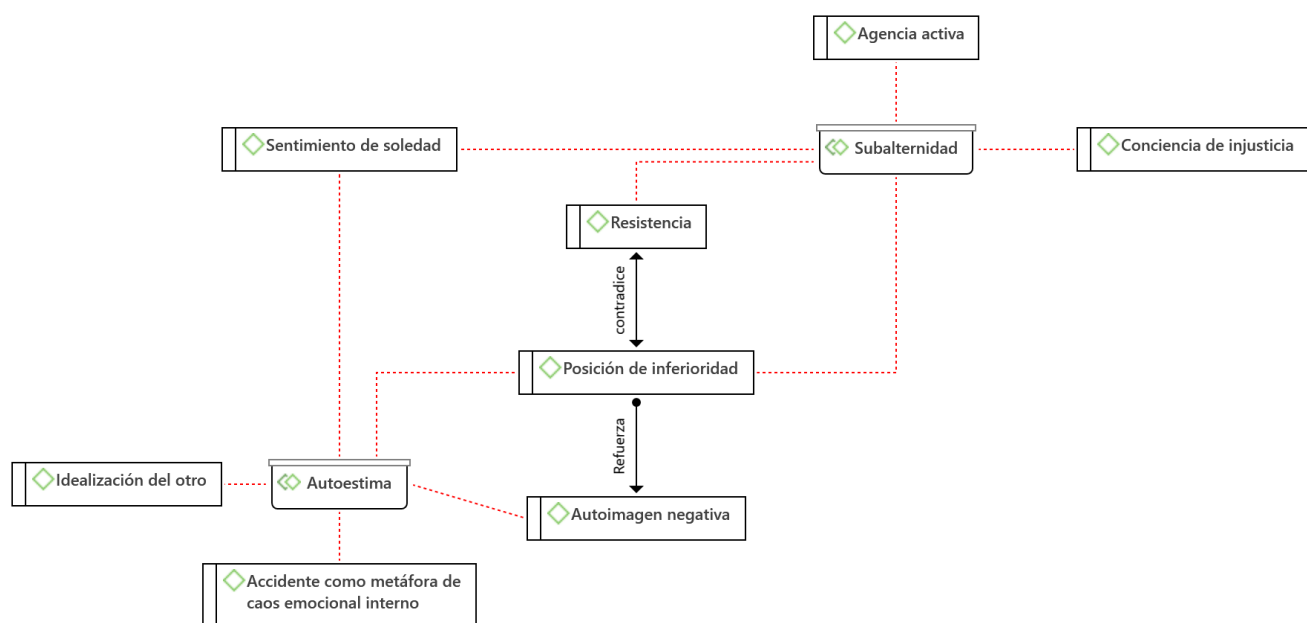 Agencia activa
Sentimiento de soledad
Subalternidad
Conciencia de injusticia
Resistencia
contradice
Posición de inferioridad
Refuerza
Idealización del otro
Autoestima
Autoimagen negativa
Accidente como metáfora de
caos emocional interno